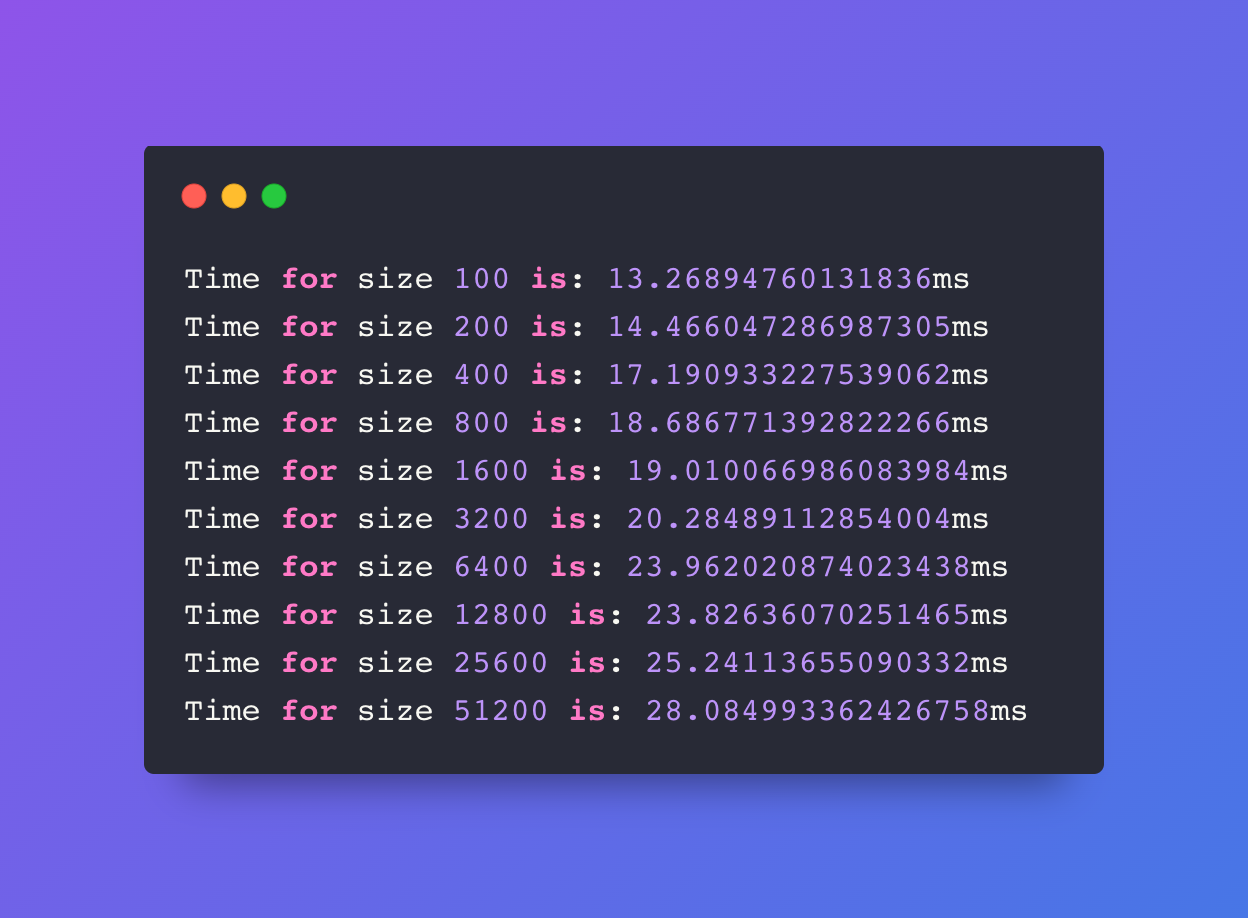 Time for size 100 is: 13.26894760131836ms
Time for size 200 is: 14.466047286987305ms
Time for size 400 is: 17.190933227539062ms
Time for size 800 is: 18.686771392822266ms
Time for size 1600 is: 19.010066986083984ms
Time for size 3200 is: 20.28489112854004ms
Time for size 6400 is: 23.962020874023438ms
Time for size 12800 is: 23.82636070251465ms
Time for size 25600 is: 25.24113655090332ms
Time for size 51200 is: 28.084993362426758ms